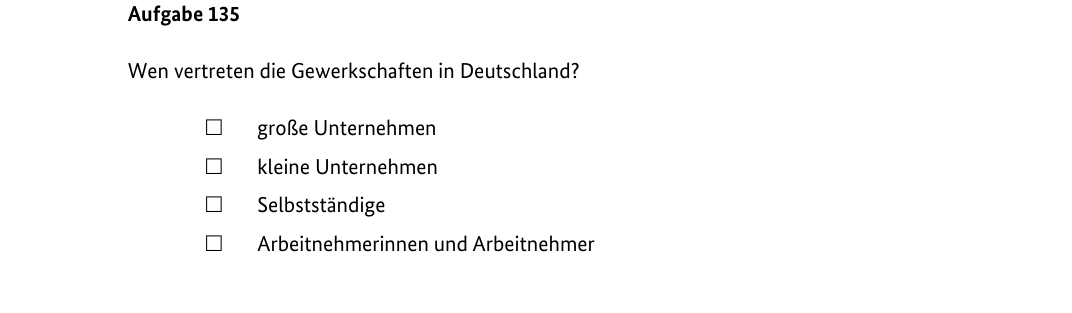 Aufgabe 135
Wen vertreten die Gewerkschaften in Deutschland?
☐ große Unternehmen
☐ kleine Unternehmen
☐ Selbstständige
☐ Arbeitnehmerinnen und Arbeitnehmer